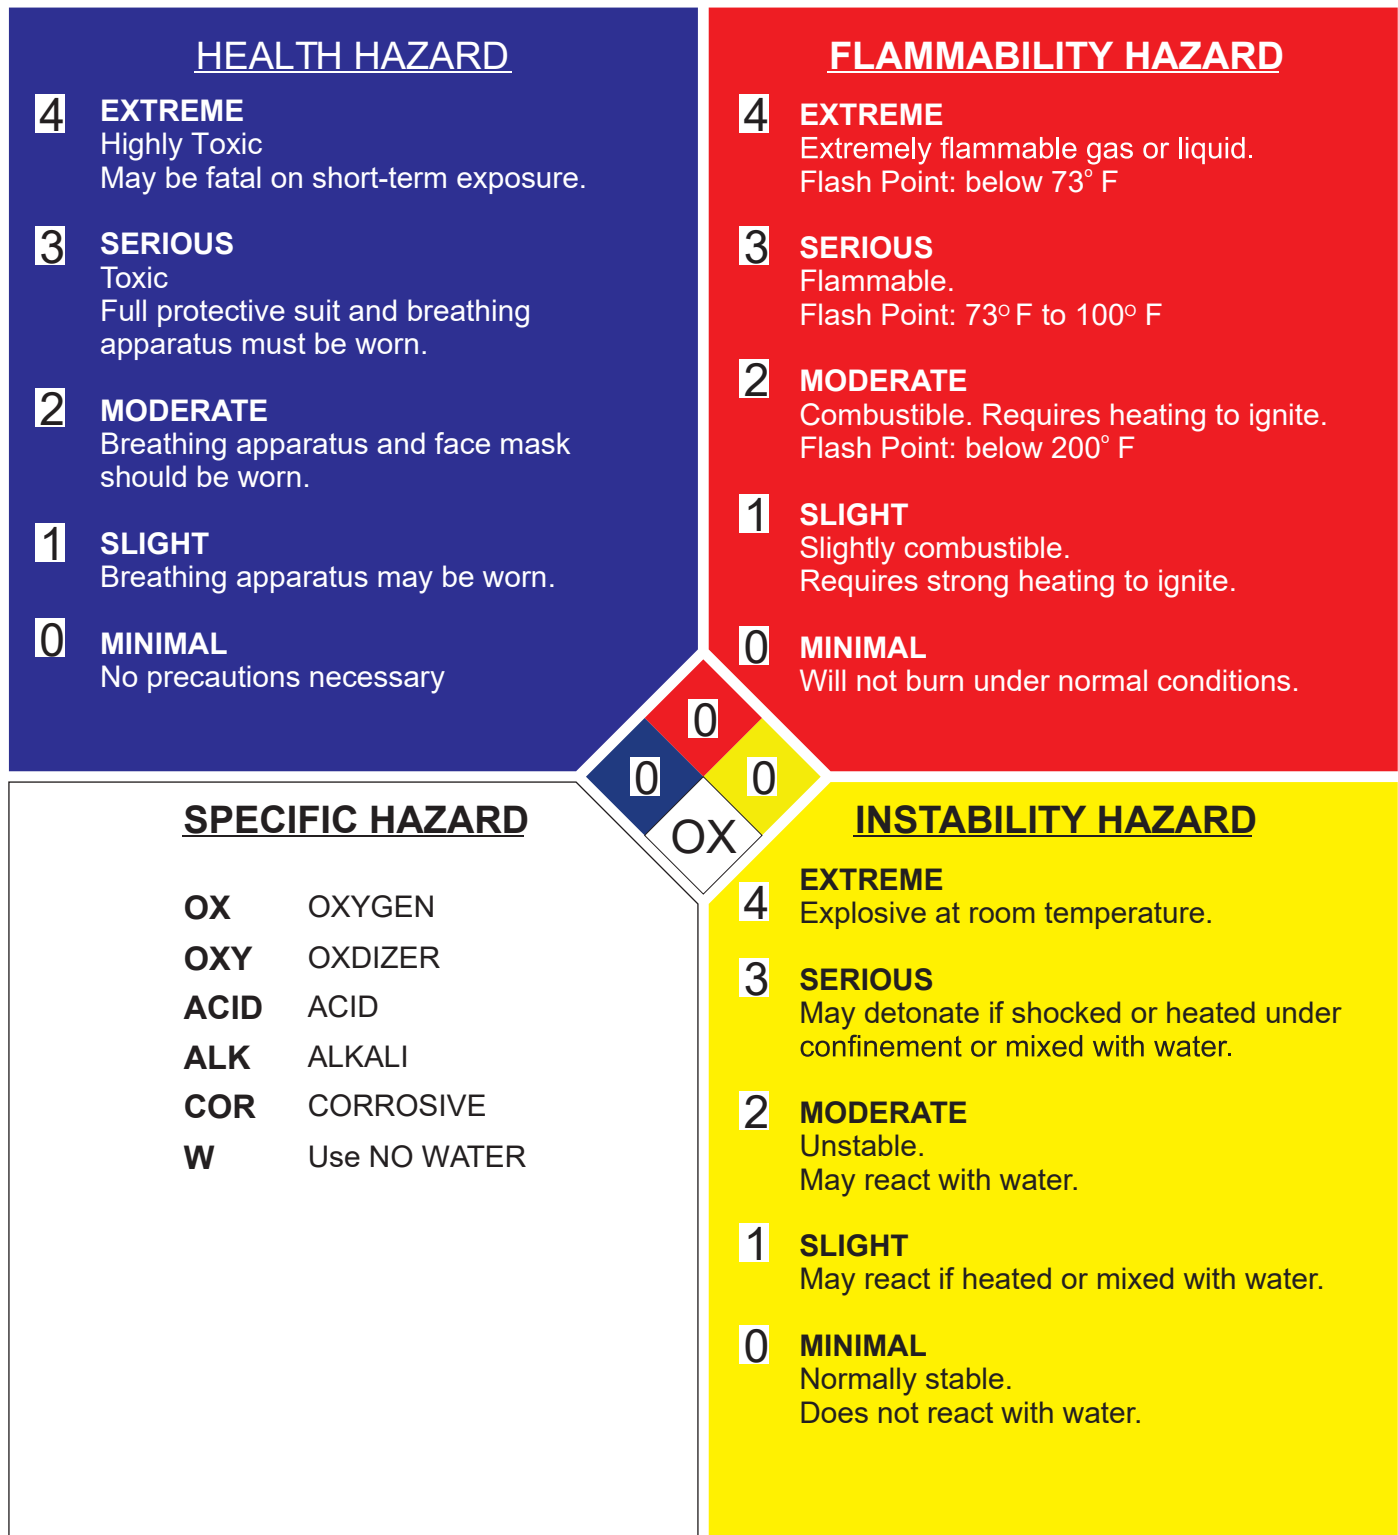 HEALTH HAZARD
4 EXTREME
Highly Toxic
May be fatal on short-term exposure.
3 SERIOUS
Toxic
Full protective suit and breathing
apparatus must be worn.
2 MODERATE
Breathing apparatus and face mask
should be worn.
1 SLIGHT
Breathing apparatus may be worn.
0 MINIMAL
No precautions necessary
FLAMMABILITY HAZARD
4 EXTREME
Extremely flammable gas or liquid.
Flash Point: below 73° F
3 SERIOUS
Flammable.
Flash Point: 73° F to 100° F
2 MODERATE
Combustible. Requires heating to ignite.
Flash Point: below 200° F
1 SLIGHT
Slightly combustible.
Requires strong heating to ignite.
0 MINIMAL
Will not burn under normal conditions.
0
0 0
OX
SPECIFIC HAZARD
OX OXYGEN
OXY OXDIZER
ACID ACID
ALK ALKALI
COR CORROSIVE
W Use NO WATER
INSTABILITY HAZARD
4 EXTREME
Explosive at room temperature.
3 SERIOUS
May detonate if shocked or heated under
confinement or mixed with water.
2 MODERATE
Unstable.
May react with water.
1 SLIGHT
May react if heated or mixed with water.
0 MINIMAL
Normally stable.
Does not react with water.